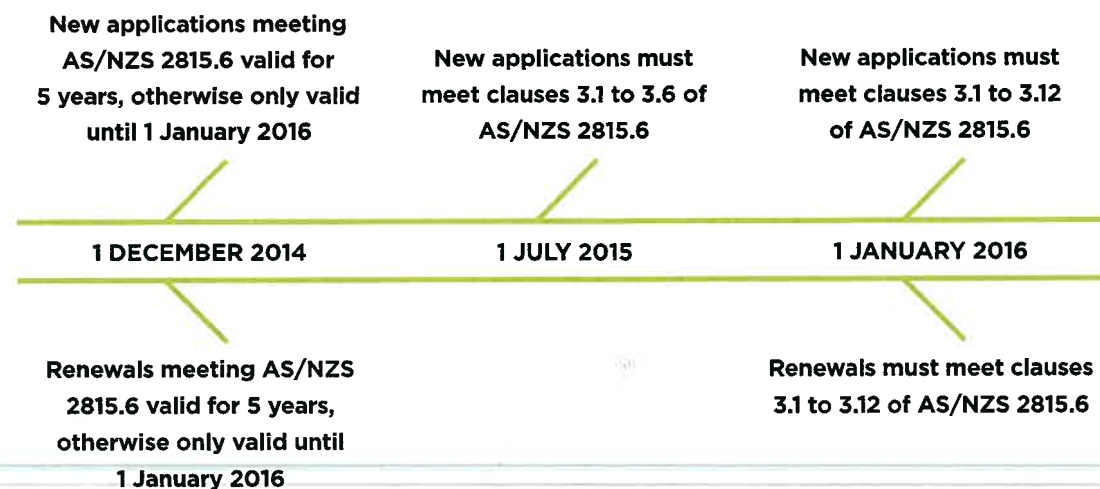 New applications meeting
AS/NZS 2815.6 valid for
5 years, otherwise only valid
until 1 January 2016
New applications must
meet clauses 3.1 to 3.6 of
AS/NZS 2815.6
New applications must
meet clauses 3.1 to 3.12
of AS/NZS 2815.6
1 DECEMBER 2014
1 JULY 2015
1 JANUARY 2016
Renewals meeting AS/NZS
2815.6 valid for 5 years,
otherwise only valid until
1 January 2016
Renewals must meet clauses
3.1 to 3.12 of AS/NZS 2815.6